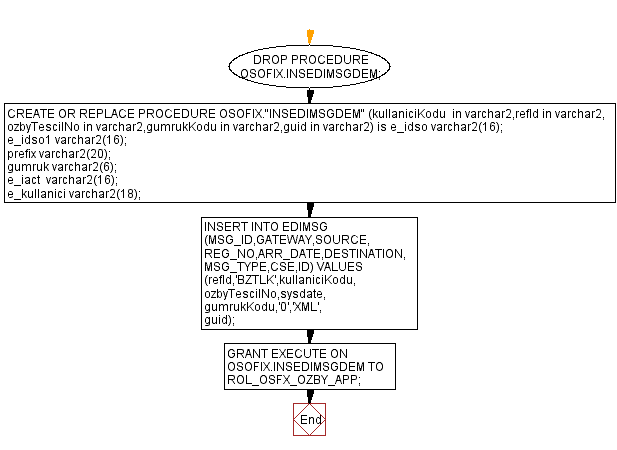 DROP PROCEDURE
OSOFIX.INSEDIMSGDEM;
CREATE OR REPLACE PROCEDURE OSOFIX."INSEDIMSGDEM" (kullaniciKodu in varchar2,refId in varchar2,
ozbyTescilNo in varchar2,gumrukKodu in varchar2,guid in varchar2) is e_idso varchar2(16);
e_idso1 varchar2(16);
prefix varchar2(20);
gumruk varchar2(6);
e_iact varchar2(16);
e_kullanici varchar2(18);
INSERT INTO EDIMSG
(MSG_ID,GATEWAY,SOURCE,
REG_NO,ARR_DATE,DESTINATION,
MSG_TYPE,CSE,ID) VALUES
(refId,'BZTLK',kullaniciKodu,
ozbyTescilNo,sysdate,
gumrukKodu,'0','XML',
guid);
GRANT EXECUTE ON
OSOFIX.INSEDIMSGDEM TO
ROL_OSFX_OZBY_APP;
End